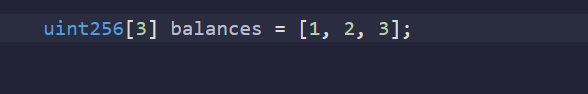 uint256[3] balances = [1, 2, 3];